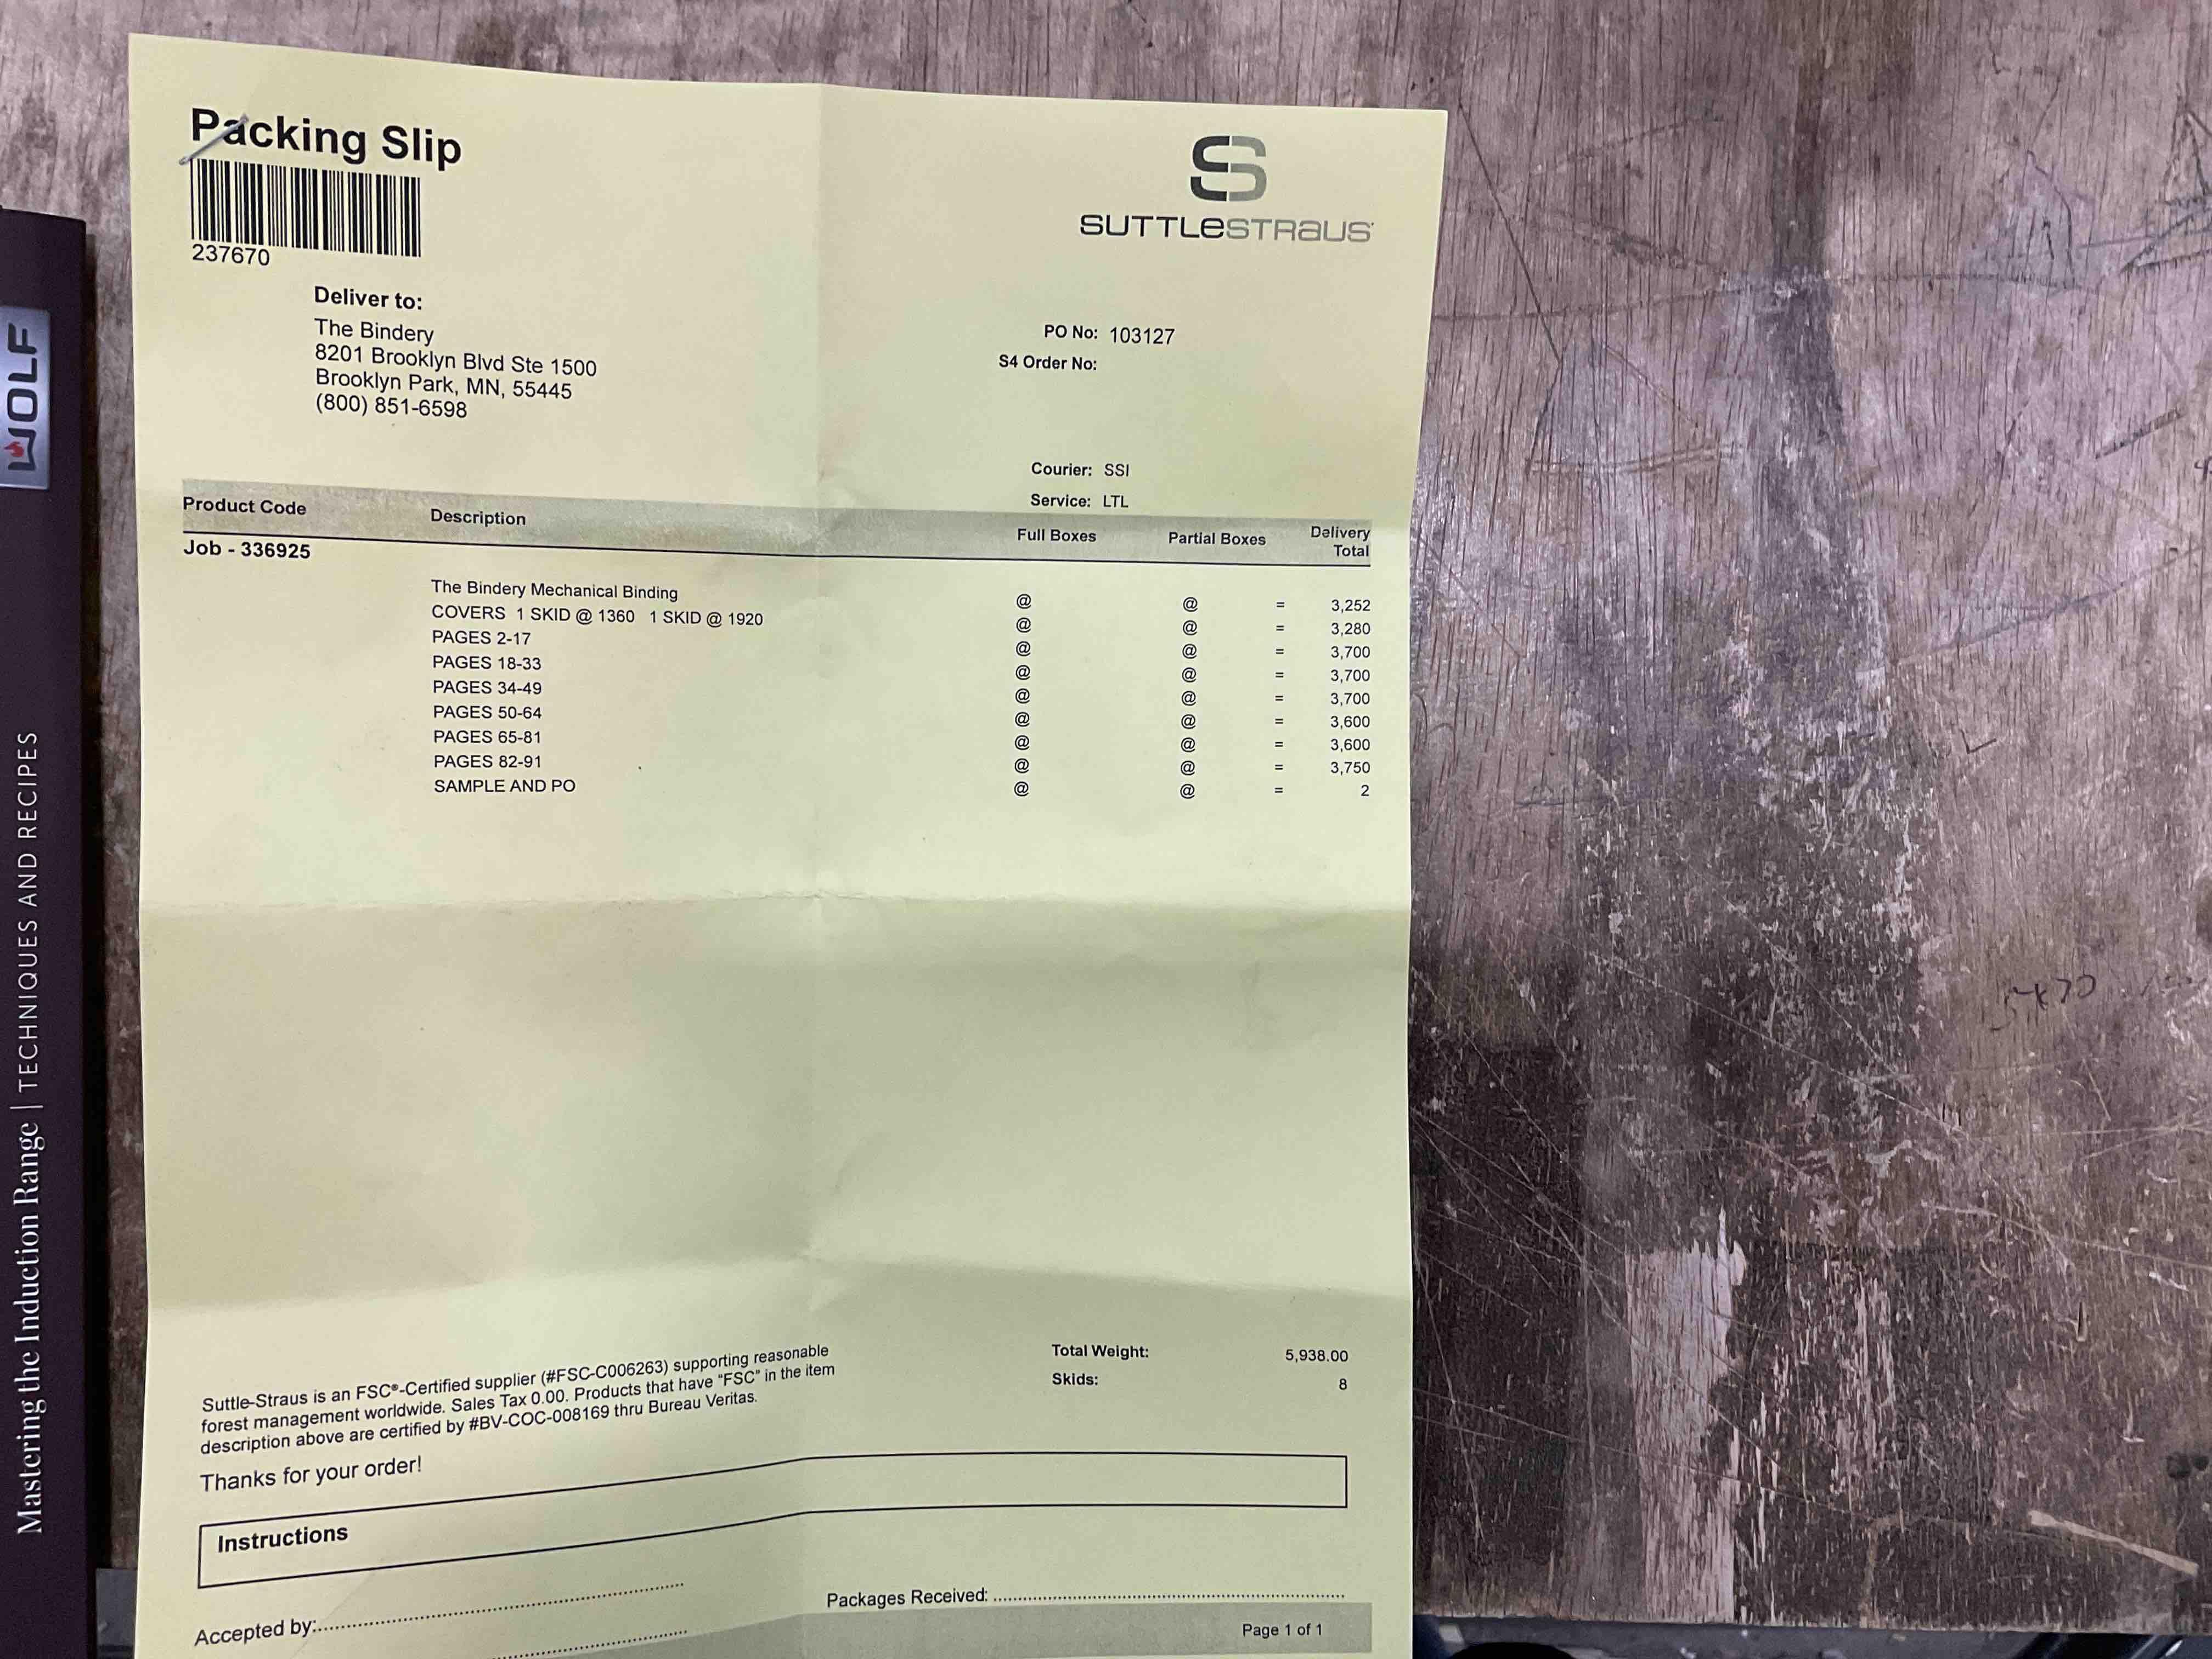 Packing Slip
237670
SUTTLESTRAUS
Deliver to:
The Bindery
8201 Brooklyn Blvd Ste 1500
Brooklyn Park, MN, 55445
(800) 851-6598
PO No: 103127
S4 Order No:
Courier: SSI
Service: LTL
Product Code Description Full Boxes Partial Boxes Delivery Total
Job - 336925
The Bindery Mechanical Binding @ @ = 3,252
COVERS 1 SKID @ 1360 1 SKID @ 1920 @ @ = 3,280
PAGES 2-17 @ @ = 3,700
PAGES 18-33 @ @ = 3,700
PAGES 34-49 @ @ = 3,700
PAGES 50-64 @ @ = 3,600
PAGES 65-81 @ @ = 3,600
PAGES 82-91 @ @ = 3,750
SAMPLE AND PO @ @ = 2
Suttle-Straus is an FSC®-Certified supplier (#FSC-C006263) supporting reasonable
forest management worldwide. Sales Tax 0.00. Products that have "FSC" in the item
description above are certified by #BV-COC-008169 thru Bureau Veritas.
Total Weight: 5,938.00
Skids: 8
Thanks for your order!
Instructions
Accepted by:
Packages Received:
Page 1 of 1
Mastering the Induction Range | TECHNIQUES AND RECIPES
WOLF